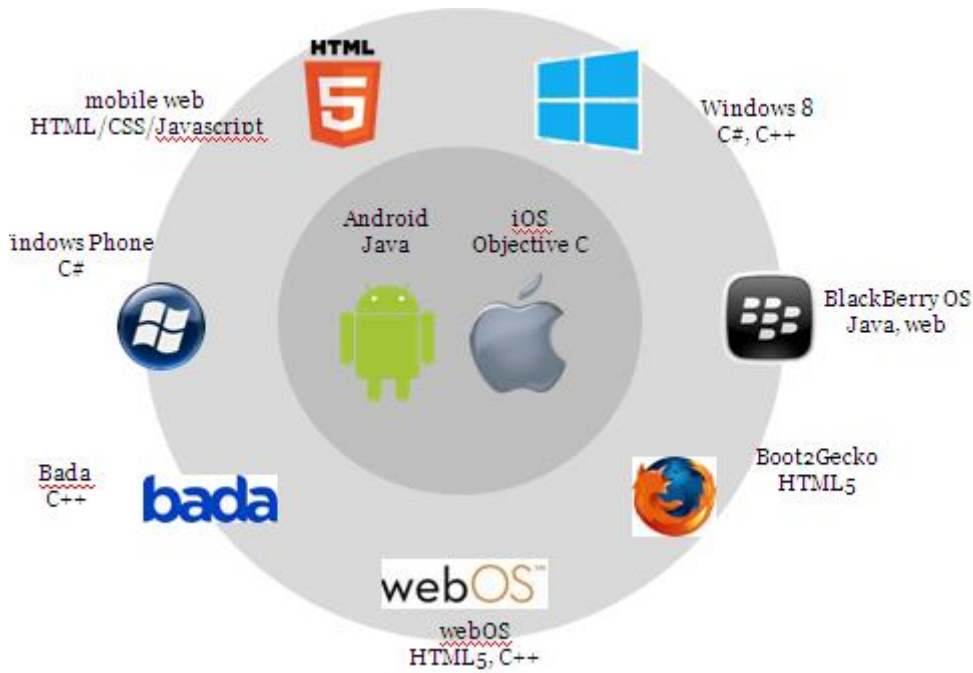 HTML
5
mobile web
HTML/CSS/Javascript
Windows 8
C#, C++
Android
Java
iOS
Objective C
indows Phone
C#
BlackBerry OS
Java, web
Bada
C++
bada
Boot2Gecko
HTML5
webOS™
webOS
HTML5, C++